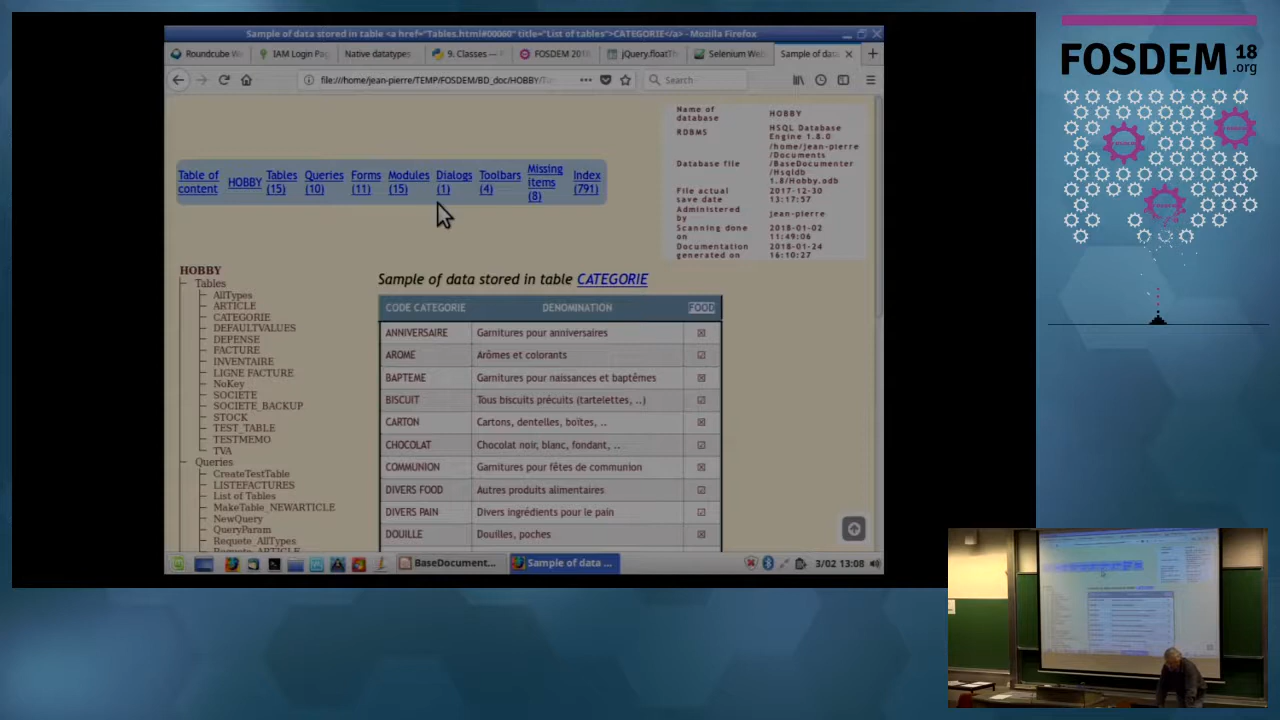 Sample of data stored in table <a href="Tables.html#00060" title="List of tables">CATEGORIE</a> - Mozilla Firefox
Roundcube We
IAM Login Pag
Native datatypes
9. Classes —
FOSDEM 2018
jQuery.floatTh
Selenium Web
Sample of data
file:///home/jean-pierre/TEMP/FOSDEM/BD_doc/HOBBY/
Search
Name of database HOBBY
RDBMS HSQL Database Engine 1.8.0
Database file /home/jean-pierre/Documents/BaseDocumenter/Hsqldb 1.8/Hobby.odb
File actual save date 2017-12-30 13:17:57
Administered by jean-pierre
Scanning done on 2018-01-02 11:49:06
Documentation generated on 2018-01-24 16:10:27
Table of content
HOBBY
Tables (15)
Queries (10)
Forms (11)
Modules (15)
Dialogs (1)
Toolbars (4)
Missing items (8)
Index (791)
HOBBY
Tables
AllTypes
ARTICLE
CATEGORIE
DEFAULTVALUES
DEPENSE
FACTURE
INVENTAIRE
LIGNE FACTURE
NoKey
SOCIETE
SOCIETE_BACKUP
STOCK
TEST_TABLE
TESTMEMO
TVA
Queries
CreateTestTable
LISTEFACTURES
List of Tables
MakeTable_NEWARTICLE
NewQuery
QueryParam
Requete_AllTypes
Requete_ARTICLE
Sample of data stored in table CATEGORIE
CODE CATEGORIE DENOMINATION FOOD
ANNIVERSAIRE Garnitures pour anniversaires
AROME Arômes et colorants
BAPTEME Garnitures pour naissances et baptêmes
BISCUIT Tous biscuits précuits (tartelettes, ..)
CARTON Cartons, dentelles, boïtes, ..
CHOCOLAT Chocolat noir, blanc, fondant, ..
COMMUNION Garnitures pour fêtes de communion
DIVERS FOOD Autres produits alimentaires
DIVERS PAIN Divers ingrédients pour le pain
DOUILLE Douilles, poches
BaseDocument...
Sample of data ...
3/02 13:08
FOSDEM 18
.org